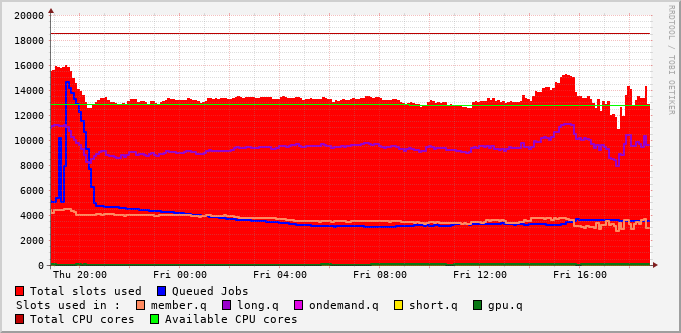 20000
18000
16000
14000
12000
10000
8000
6000
4000
2000
0
Thu 20:00 Fri 00:00 Fri 04:00 Fri 08:00 Fri 12:00 Fri 16:00
Total slots used Queued Jobs
Slots used in : member.q long.q ondemand.q short.q gpu.q
Total CPU cores Available CPU cores
RRDTOOL / TOBI OETIKER